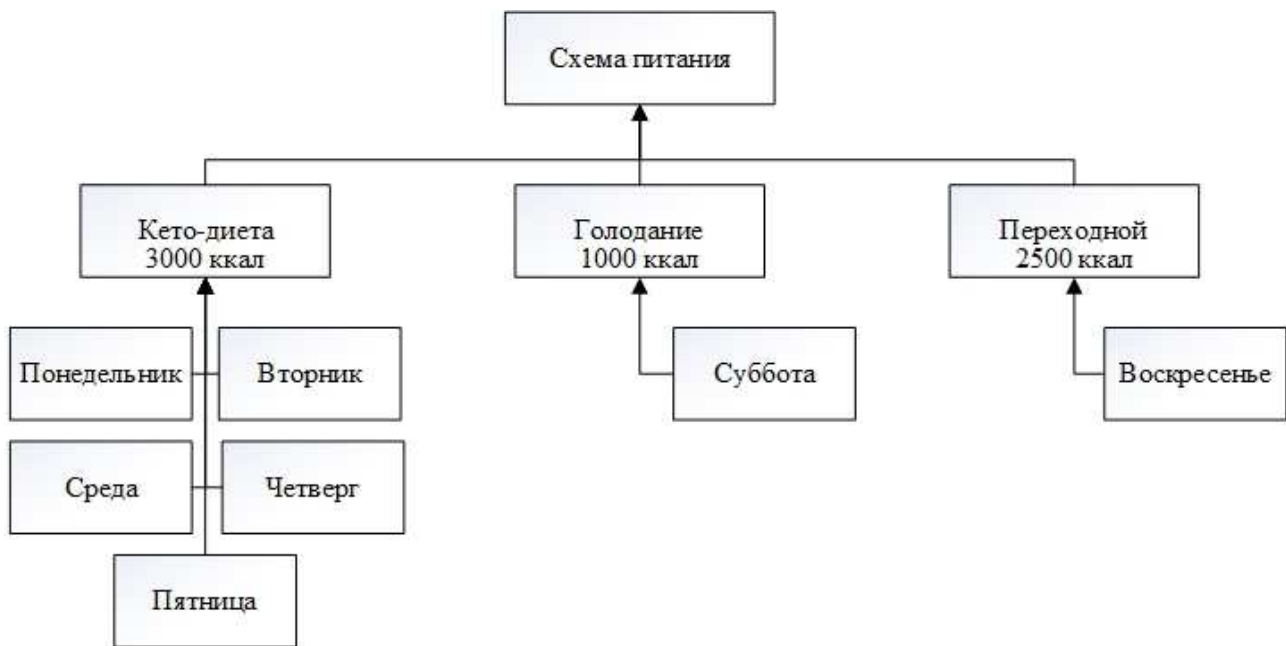 Схема питания
Кето-диета
3000 ккал
Голодание
1000 ккал
Переходной
2500 ккал
Понедельник
Вторник
Суббота
Воскресенье
Среда
Четверг
Пятница